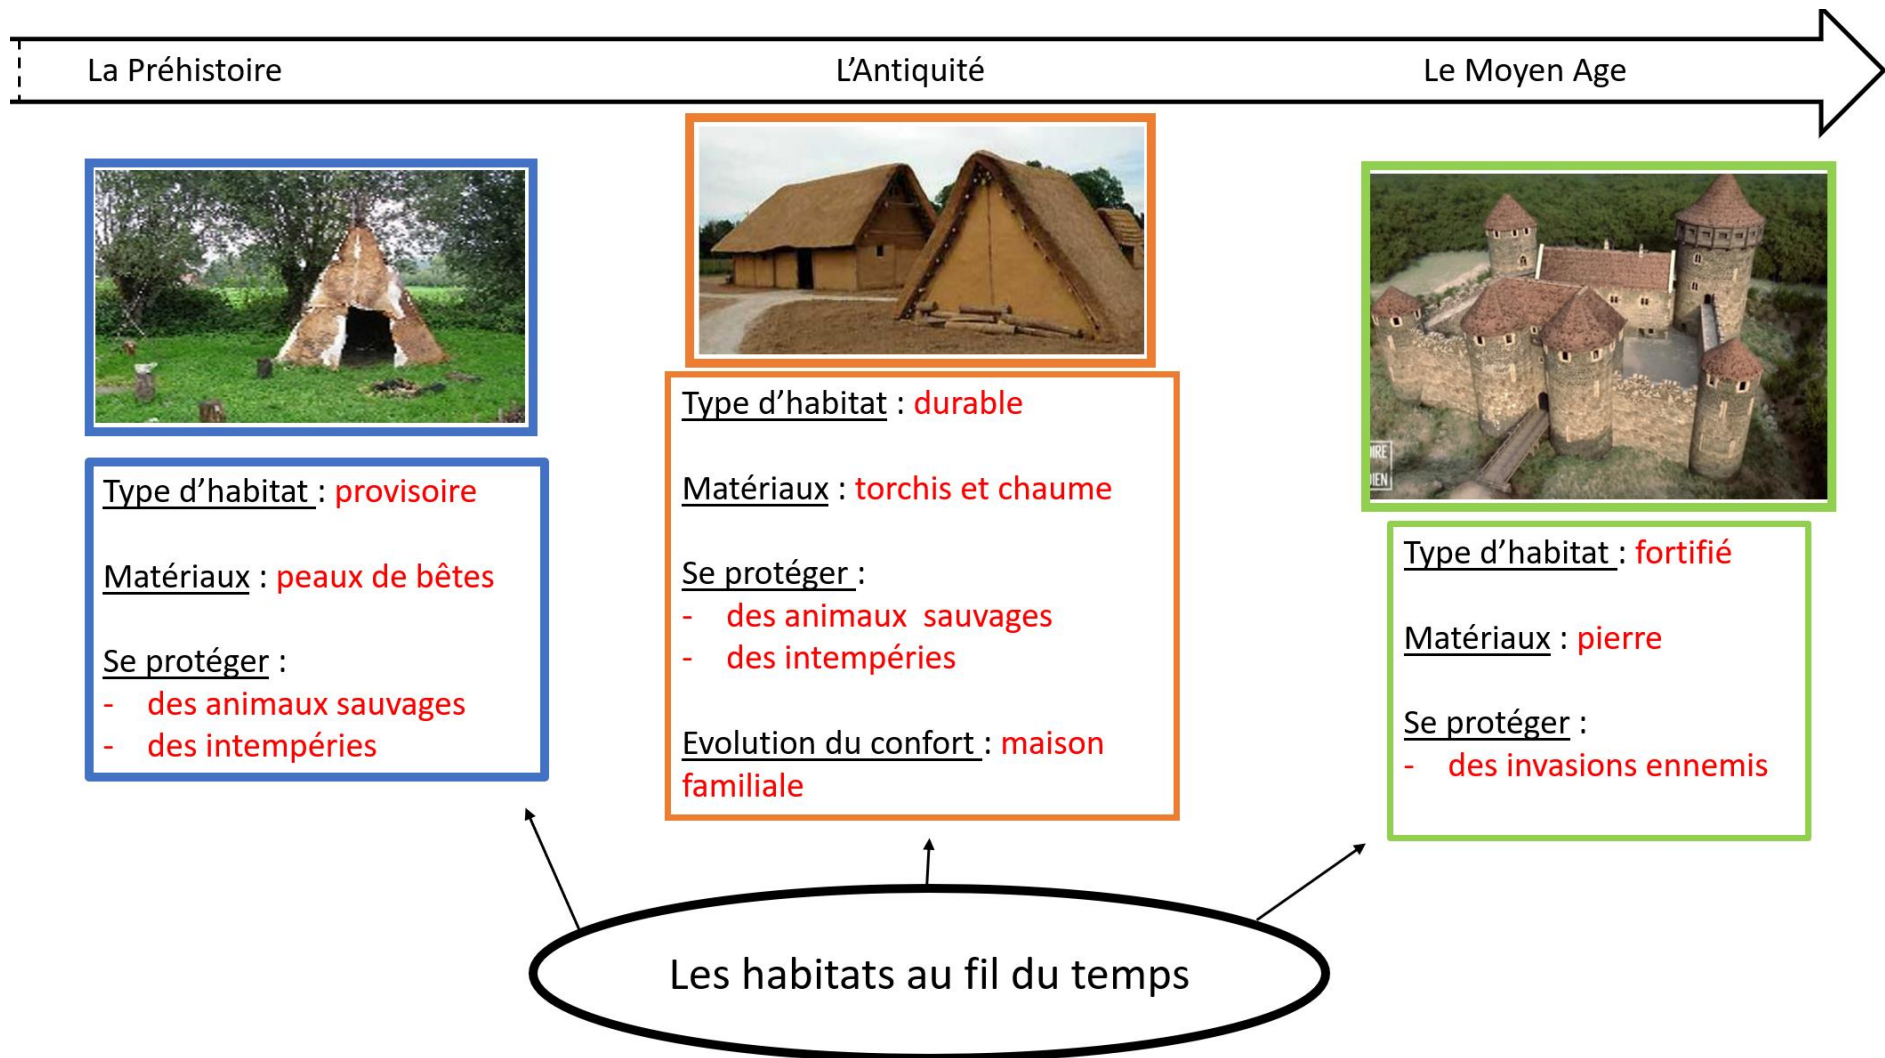 La Préhistoire
L'Antiquité
Le Moyen Age
Type d'habitat : provisoire
Matériaux : peaux de bêtes
Se protéger :
- des animaux sauvages
- des intempéries
Type d'habitat : durable
Matériaux : torchis et chaume
Se protéger :
- des animaux  sauvages
- des intempéries
Evolution du confort : maison
familiale
IRE
IEN
Type d'habitat : fortifié
Matériaux : pierre
Se protéger :
- des invasions ennemis
Les habitats au fil du temps